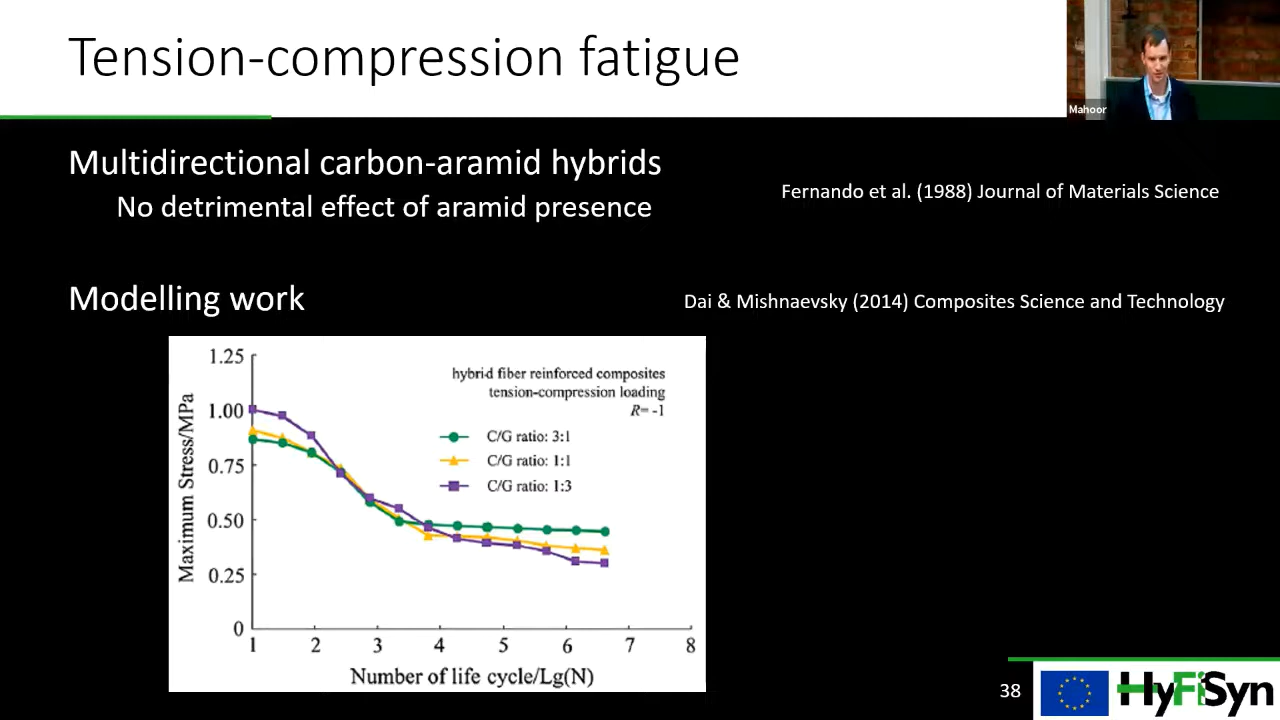 Tension-compression fatigue
Mahoor
Multidirectional carbon-aramid hybrids
No detrimental effect of aramid presence
Fernando et al. (1988) Journal of Materials Science
Modelling work
Dai & Mishnaevsky (2014) Composites Science and Technology
hybrid fiber reinforced composites
tension-compression loading
R= -1
C/G ratio: 3:1
C/G ratio: 1:1
C/G ratio: 1:3
Maximum Stress/MPa
1.25
1.00
0.75
0.50
0.25
0
1 2 3 4 5 6 7 8
Number of life cycle/Lg(N)
38
HyFiSyn